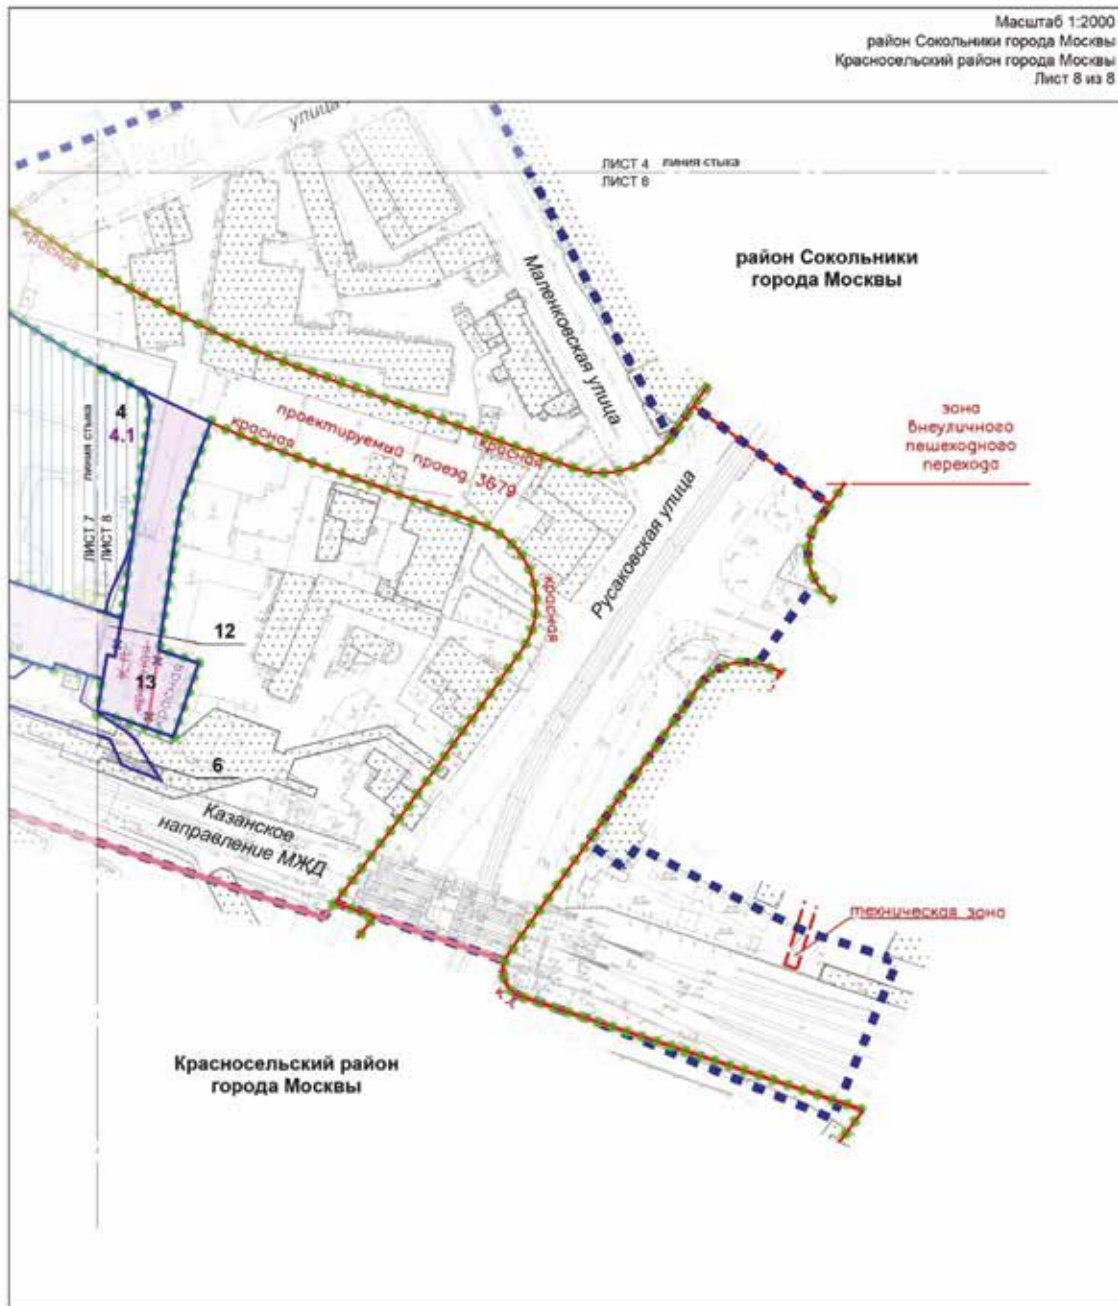 Масштаб 1:2000
район Сокольники города Москвы
Красносельский район города Москвы
Лист 8 из 8
улица
ЛИСТ 4 линия стыка
ЛИСТ 8
красная
Маленковская улица
район Сокольники
города Москвы
4
4.1
линия стыка
ЛИСТ 7
ЛИСТ 8
красная
проектируемый проезд 3679
красная
зона
внеуличного
пешеходного
перехода
Русаковская улица
красная
12
13
красная
красная
6
Казанское
направление МЖД
техническая зона
к.л.
Красносельский район
города Москвы